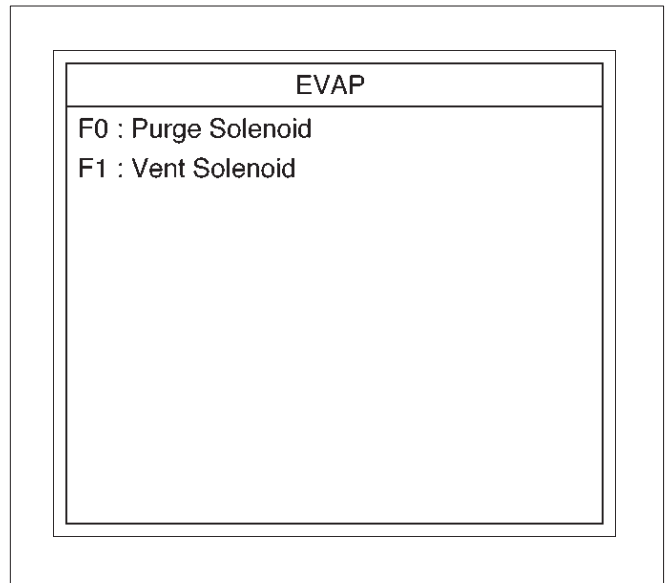 EVAP
F0 : Purge Solenoid
F1 : Vent Solenoid